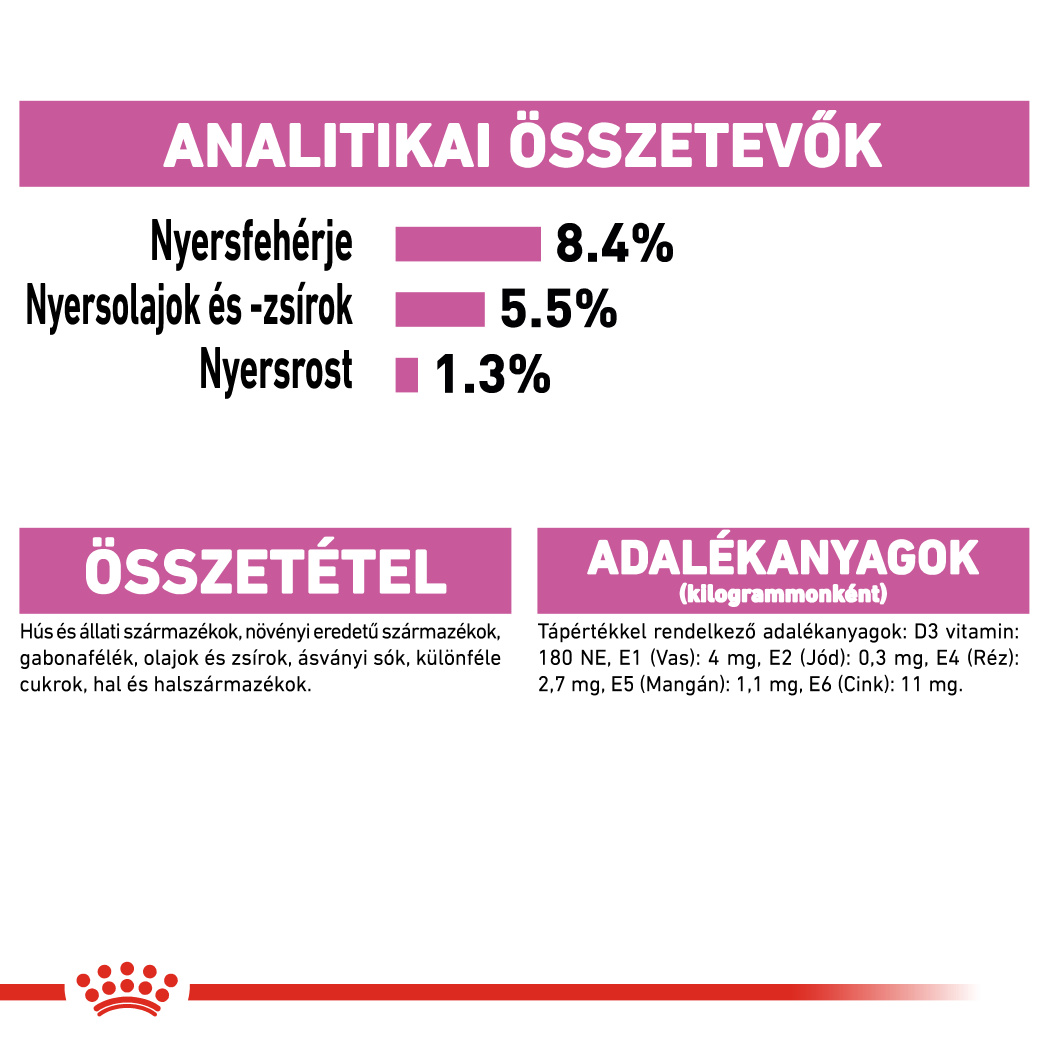 ANALITIKAI ÖSSZETEVŐK
Nyersfehérje 8.4%
Nyersolajok és -zsírok 5.5%
Nyersrost 1.3%
ÖSSZETÉTEL
Hús és állati származékok, növényi eredetű származékok,
gabonafélék, olajok és zsírok, ásványi sók, különféle
cukrok, hal és halszármazékok.
ADALÉKANYAGOK
(kilogrammonként)
Tápértékkel rendelkező adalékanyagok: D3 vitamin:
180 NE, E1 (Vas): 4 mg, E2 (Jód): 0,3 mg, E4 (Réz):
2,7 mg, E5 (Mangán): 1,1 mg, E6 (Cink): 11 mg.